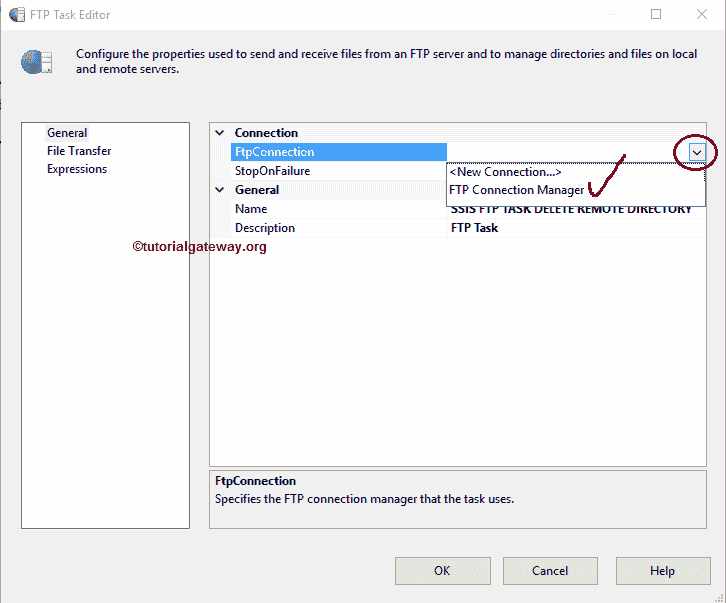 FTP Task Editor
Configure the properties used to send and receive files from an FTP server and to manage directories and files on local
and remote servers.
General
File Transfer
Expressions
Connection
FtpConnection
StopOnFailure
<New Connection...>
FTP Connection Manager
General
Name SSIS FTP TASK DELETE REMOTE DIRECTORY
Description FTP Task
©tutorialgateway.org
FtpConnection
Specifies the FTP connection manager that the task uses.
OK Cancel Help